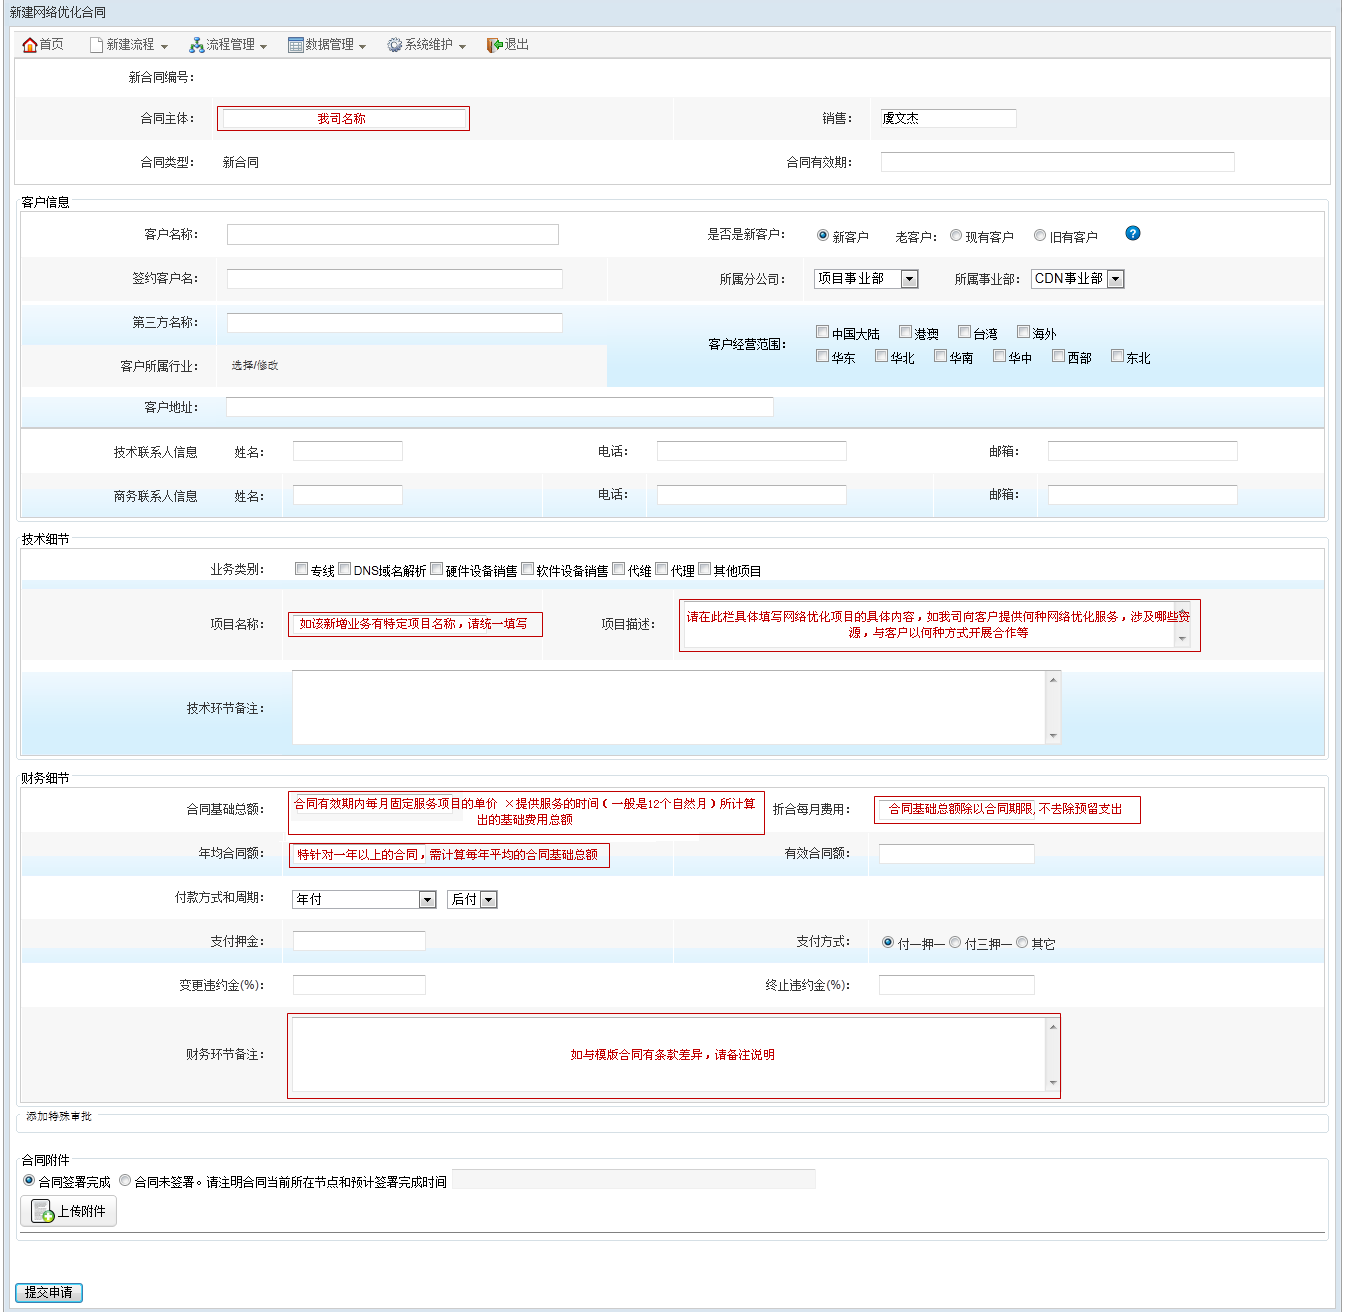 新建网络优化合同
首页 新建流程 流程管理 数据管理 系统维护 退出
新合同编号：
合同主体： 我司名称 销售： 虞文杰
合同类型： 新合同 合同有效期：
客户信息
客户名称： 是否是新客户： 新客户 老客户： 现有客户 旧有客户 ?
签约客户名： 所属分公司： 项目事业部 所属事业部： CDN事业部
第三方名称：
客户经营范围： 中国大陆 港澳 台湾 海外
华东 华北 华南 华中 西部 东北
客户所属行业： 选择/修改
客户地址：
技术联系人信息 姓名： 电话： 邮箱：
商务联系人信息 姓名： 电话： 邮箱：
技术细节
业务类别： 专线 DNS域名解析 硬件设备销售 软件设备销售 代维 代理 其他项目
项目名称： 如该新增业务有特定项目名称，请统一填写 项目描述： 请在此栏具体填写网络优化项目的具体内容，如我司向客户提供何种网络优化服务，涉及哪些资
源，与客户以何种方式开展合作等
技术环节备注：
财务细节
合同基础总额： 合同有效期内每月固定服务项目的单价 ×提供服务的时间（一般是12个自然月）所计算
出的基础费用总额
折合每月费用： 合同基础总额除以合同期限，不去除预留支出
年均合同额： 特针对一年以上的合同，需计算每年平均的合同基础总额 有效合同额：
付款方式和周期： 年付 后付
支付押金： 支付方式： 付一押一 付三押一 其它
变更违约金(%)： 终止违约金(%)：
财务环节备注： 如与模版合同有条款差异，请备注说明
添加特殊审批
合同附件
合同签署完成 合同未签署。请注明合同当前所在节点和预计签署完成时间
上传附件
提交申请